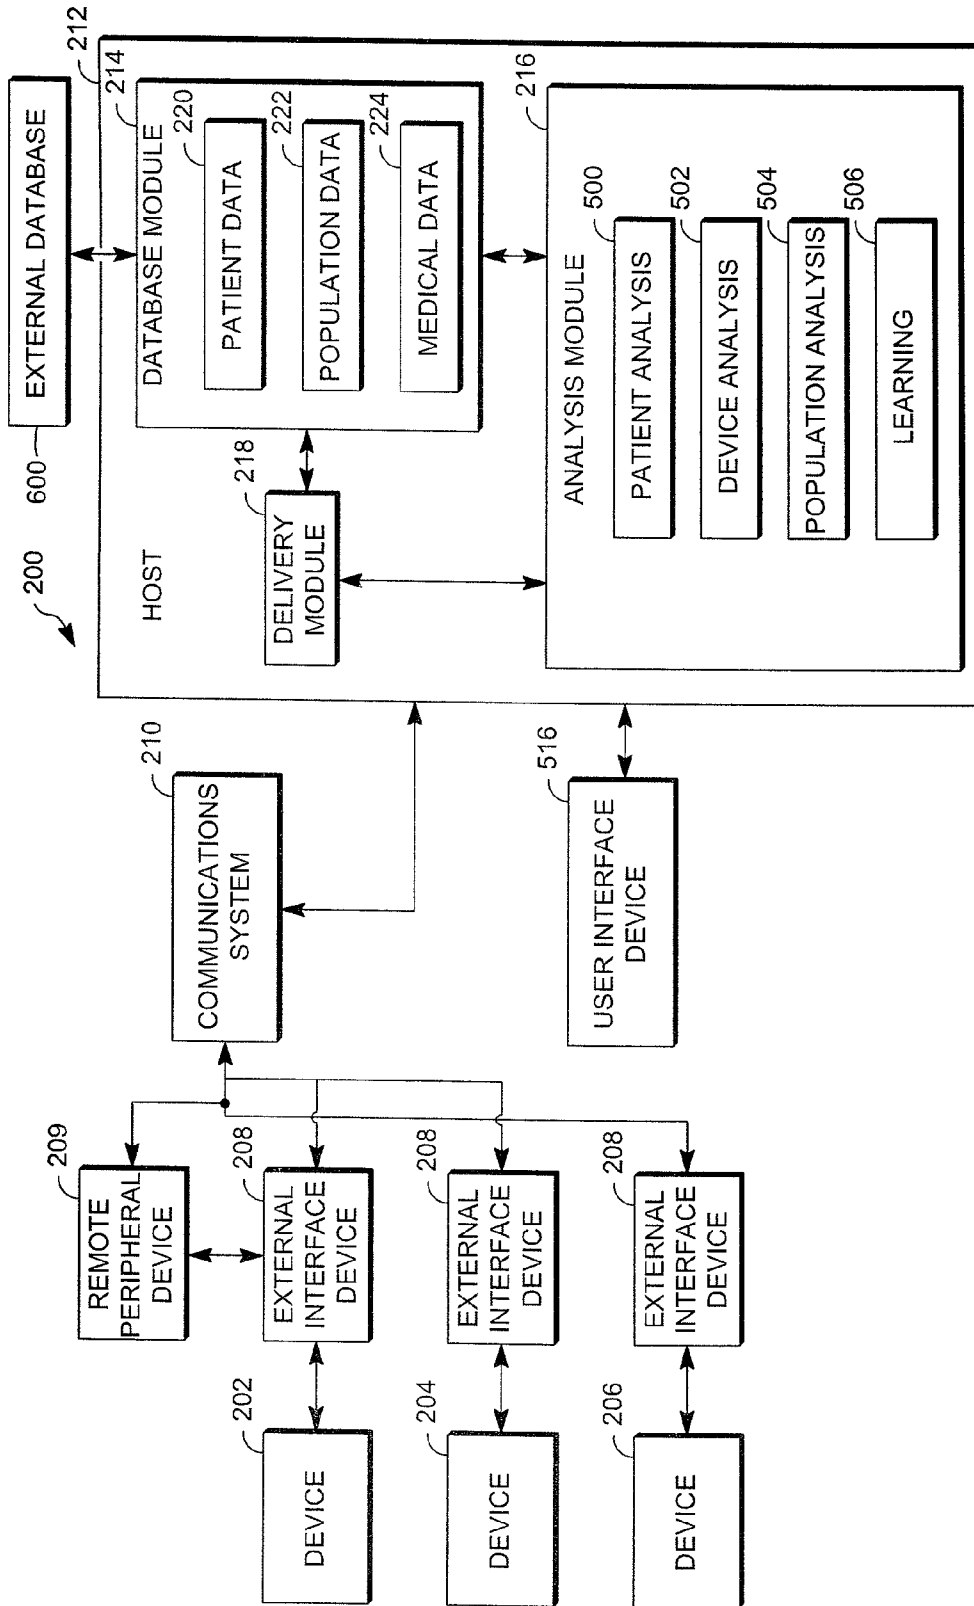 200
600
EXTERNAL DATABASE
212
HOST
214
DATABASE MODULE
220
PATIENT DATA
222
POPULATION DATA
224
MEDICAL DATA
218
DELIVERY
MODULE
216
ANALYSIS MODULE
500
PATIENT ANALYSIS
502
DEVICE ANALYSIS
504
POPULATION ANALYSIS
506
LEARNING
210
COMMUNICATIONS
SYSTEM
516
USER INTERFACE
DEVICE
209
REMOTE
PERIPHERAL
DEVICE
208
EXTERNAL
INTERFACE
DEVICE
208
EXTERNAL
INTERFACE
DEVICE
208
EXTERNAL
INTERFACE
DEVICE
202
DEVICE
204
DEVICE
206
DEVICE